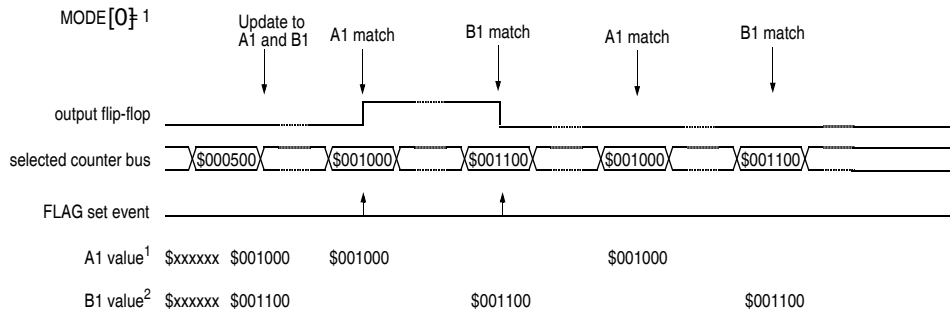 MODE[0]= 1
Update to
A1 and B1
A1 match
B1 match
A1 match
B1 match
output flip-flop
selected counter bus $000500 $001000 $001100 $001000 $001100
FLAG set event
A1 value1 $xxxxxx $001000 $001000 $001000
B1 value2 $xxxxxx $001100 $001100 $001100